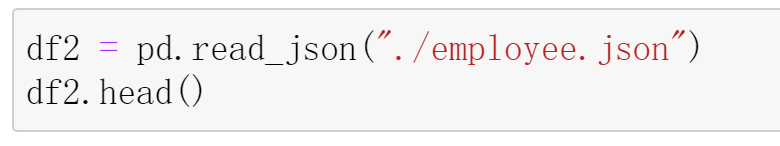 df2 = pd.read_json("./employee.json")
df2.head()